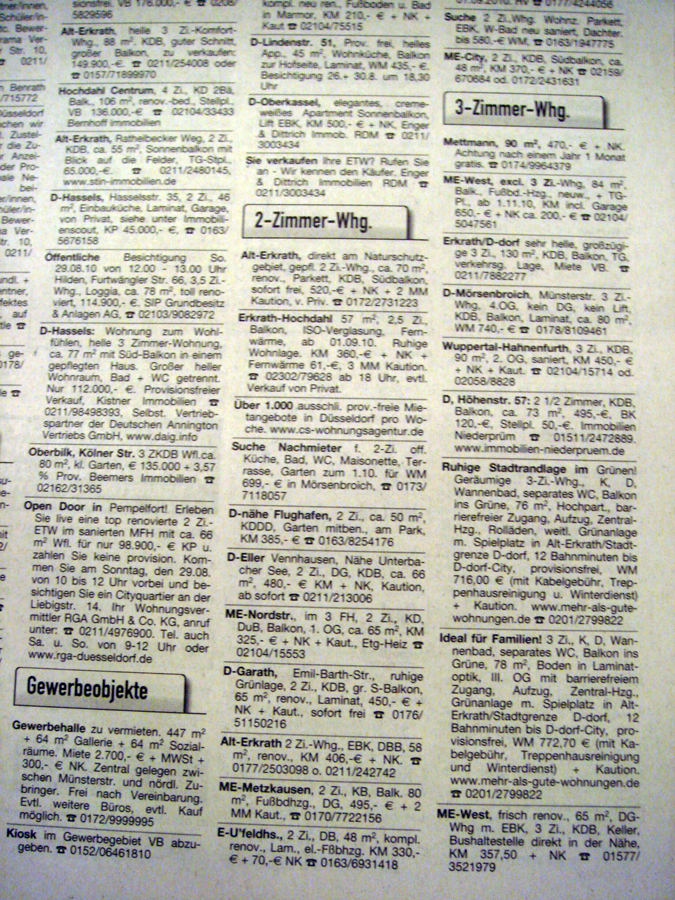 sionsfrei, VB 176.000,- € ☎ 0208/
5829596
Alt-Erkrath, helle 3 Zi.-Komfort-
Whg., 88 m², KDB, guter Schnitt,
großer Balkon, zu verkaufen:
149.900,-€. ☎ 0211/254008 oder
☎ 0157/71899970
Hochdahl Centrum, 4 Zi., KD 2Bä,
Balk., 106 m², renov.-bed., Stellpl.,
VB 136.000,-€ ☎ 02104/33433
Bernhoff Immobilien
Alt-Erkrath, Rathelbecker Weg, 2 Zi.,
KDB, ca. 55 m², Sonnenbalkon mit
Blick auf die Felder, TG-Stpl.,
65.000,-€. ☎ 0211/2480145,
www.stin-immobilien.de
D-Hassels, Hasselsstr. 35, 2 Zi., 46
m², Einbauküche, Laminat, Garage,
von Privat, siehe unter Immobili-
enscout, KP 45.000,-€, ☎ 0163/
5676158
Öffentliche Besichtigung So.
29.08.10 von 12.00 - 13.00 Uhr
Hilden, Furtwängler Str. 66, 3,5 Zi.-
Whg., Loggia, ca. 78 m², toll reno-
viert, 114.900,- €. SIP Grundbesitz
& Anlagen AG, ☎ 02103/9082972
D-Hassels: Wohnung zum Wohl-
fühlen, helle 3 Zimmer-Wohnung,
ca. 77 m² mit Süd-Balkon in einem
gepflegten Haus. Großer heller
Wohnraum, Bad + WC getrennt.
Nur 112.000,- €. Provisionsfreier
Verkauf, Kistner Immobilien ☎
0211/98498393, Selbst. Vertrieb-
spartner der Deutschen Annington
Vertriebs GmbH, www.daig.info
Oberbilk, Kölner Str. 3 ZKDB Wfl.ca.
80 m², kl. Garten, € 135.000 + 3,57
% Prov. Beemers Immobilien ☎
02162/31365
Open Door in Pempelfort! Erleben
Sie live eine top renovierte 2 Zi.-
ETW im sanierten MFH mit ca. 66
m² Wfl. für nur 98.900,- € KP u.
zahlen Sie keine provision. Kom-
men Sie am Sonntag, den 29.08.
von 10 bis 12 Uhr vorbei und be-
sichtigen Sie ein Cityquartier an der
Liebigstr. 14. Ihr Wohnungsver-
mittler RGA GmbH & Co. KG, anruf
unter: ☎ 0211/4976900. Tel. auch
Sa. u. So. von 9-12 Uhr oder
www.rga-duesseldorf.de
Gewerbeobjekte
Gewerbehalle zu vermieten. 447 m²
+ 64 m² Gallerie + 64 m² Sozial-
räume. Miete 2.700,- € + MWSt +
300,- € NK. Zentral gelegen zwi-
schen Münsterstr. und nördl. Zu-
bringer. Frei nach Vereinbarung.
Evtl. weitere Büros, evtl. Kauf
möglich. ☎ 0172/9999995
Kiosk im Gewerbegebiet VB abzu-
geben. ☎ 0152/06461810
kompl. neu ren., Fußboden u. Bad
in Marmor, KM 210,- € + NK +
Kaut ☎ 02104/75515
D-Lindenstr. 51, Prov. frei, helles
App., 45 m², Wohnküche, Balkon
zur Hofseite, Laminat, WM 435,- €.
Besichtigung 26.+ 30.8. um 18,30
Uhr
D-Oberkassel, elegantes, creme-
weißes Apartment Sonnenbalkon,
Lift EBK, KM 500,- € + NK, Enger
& Dittrich Immob. RDM ☎ 0211/
3003434
Sie verkaufen Ihre ETW? Rufen Sie
an - Wir kennen den Käufer. Enger
& Dittrich Immobilien RDM ☎
0211/3003434
2-Zimmer-Whg.
Alt-Erkrath, direkt am Naturschutz-
gebiet, gepfl. 2 Zi.-Whg., ca. 70 m²,
renov., Parkett, KDB, Südbalkon,
sofort frei, 520,-€ + NK + 2 MM
Kaution, v. Priv. ☎ 0172/2731223
Erkrath-Hochdahl 57 m², 2,5 Zi.
Balkon, ISO-Verglasung, Fern-
wärme, ab 01.09.10. Ruhige
Wohnlage. KM 360,-€ + NK +
Fernwärme 61,-€, 3 MM Kaution.
☎ 02302/79628 ab 18 Uhr, evtl.
Verkauf von Privat.
Über 1.000 ausschli. prov.-freie Mie-
tangebote in Düsseldorf pro Wo-
che. www.cs-wohnungsagentur.de
Suche Nachmieter f. 2-Zi. off.
Küche, Bad, WC, Maisonette, Ter-
rasse, Garten zum 1.10. für WM
699,- € in Mörsenbroich, ☎ 0173/
7118057
D-nähe Flughafen, 2 Zi., ca. 50 m²,
KDDD, Garten mitben., am Park,
KM 385,- € ☎ 0163/8254176
D-Eller Vennhausen, Nähe Unterba-
cher See, 2 Zi., DG, KDB, ca. 66
m², 480,- € KM + NK, Kaution,
ab sofort ☎ 0211/213006
ME-Nordstr., im 3 FH, 2 Zi., KD,
DuB, Balkon, 1. OG, ca. 65 m², KM
325,- € + NK + Kaut., Etg-Heiz ☎
02104/15553
D-Garath, Emil-Barth-Str., ruhige
Grünlage, 2 Zi., KDB, gr. S-Balkon,
65 m², renov., Laminat, 450,- € +
NK + Kaut., sofort frei ☎ 0176/
51150216
Alt-Erkrath 2 Zi.-Whg., EBK, DBB, 58
m², renov., KM 406,-€ + NK. ☎
0177/2503098 o. 0211/242742
ME-Metzkausen, 2 Zi., KB, Balk. 80
m², Fußbdhzg., DG, 495,- € + 2
MM Kaut., ☎ 0170/7722156
E-U'feldhs., 2 Zi., DB, 48 m², kompl.
renov., Lam., el.-Fßbhzg. KM 330,-
€ + 70,-€ NK ☎ 0163/6931418
Suche 2 Zi.Whg. Wohnz. Parkett,
EBK, W-Bad neu saniert, Dachter.
bis 580,-€ WM, ☎ 0163/1947775
ME-City, 2 Zi., KDB, Südbalkon, ca.
48 m², KM 370,- € + NK ☎ 02159/
670684 od. 0172/2431631
3-Zimmer-Whg.
Mettmann, 90 m², 470,- € + NK.
Achtung nach einem Jahr 1 Monat
gratis. ☎ 0174/9964379
ME-West, excl. 3 Zi.-Whg, 84 m²,
Balk., Fußbd.-Hzg., neuw., + TG-
Pl., ab 1.11.10, KM incl. Garage
650,- € + NK ca. 200,- € ☎ 02104/
5047561
Erkrath/D-dorf sehr helle, großzügi-
ge 3 Zi., 130 m², KDB, Balkon, TG,
verkehrsg. Lage, Miete VB. ☎
0211/7882277
D-Mörsenbroich, Münsterstr. 3 Zi.-
Whg. 4.OG, kein DG, kein Lift,
KDB, Balkon, Laminat, ca. 80 m²,
WM 740,- € ☎ 0178/8109461
Wuppertal-Hahnenfurth, 3 Zi., KDB,
90 m², 2. OG, saniert, KM 450,- €
+ NK + Kaut. ☎ 02104/15714 od.
02058/8828
D, Höhenstr. 57: 2 1/2 Zimmer, KDB,
Balkon, ca. 73 m², 495,-€, BK
120,-€, Stellpl. 50,-€. Immobilien
Niederprüm ☎ 01511/2472889.
www.immobilien-niederpruem.de
Ruhige Stadtrandlage im Grünen!
Geräumige 3-Zi.-Whg., K, D,
Wannenbad, separates WC, Balkon
ins Grüne, 76 m², Hochpart., bar-
rierefreier Zugang, Aufzug, Zentral-
Hzg., Rolläden, weitl. Grünanlage
m. Spielplatz in Alt-Erkrath/Stadt-
grenze D-dorf, 12 Bahnminuten bis
D-dorf-City, provisionsfrei, WM
716,00 € (mit Kabelgebühr, Trep-
penhausreinigung u. Winterdienst)
+ Kaution. www.mehr-als-gute-
wohnungen.de ☎ 0201/2799822
Ideal für Familien! 3 Zi., K, D, Wan-
nenbad, separates WC, Balkon ins
Grüne, 78 m², Boden in Laminat-
optik, III. OG mit barrierefreiem
Zugang, Aufzug, Zentral-Hzg.,
Grünanlage m. Spielplatz in Alt-
Erkrath/Stadtgrenze D-dorf, 12
Bahnminuten bis D-dorf-City, pro-
visionsfrei, WM 772,70 € (mit Ka-
belgebühr, Treppenhausreinigung
und Winterdienst) + Kaution.
www.mehr-als-gute-wohnungen.de
☎ 0201/2799822
ME-West, frisch renov., 65 m², DG-
Whg m. EBK, 3 Zi., KDB, Keller,
Bushaltestelle direkt in der Nähe,
KM 357,50 + NK ☎ 01577/
3521979